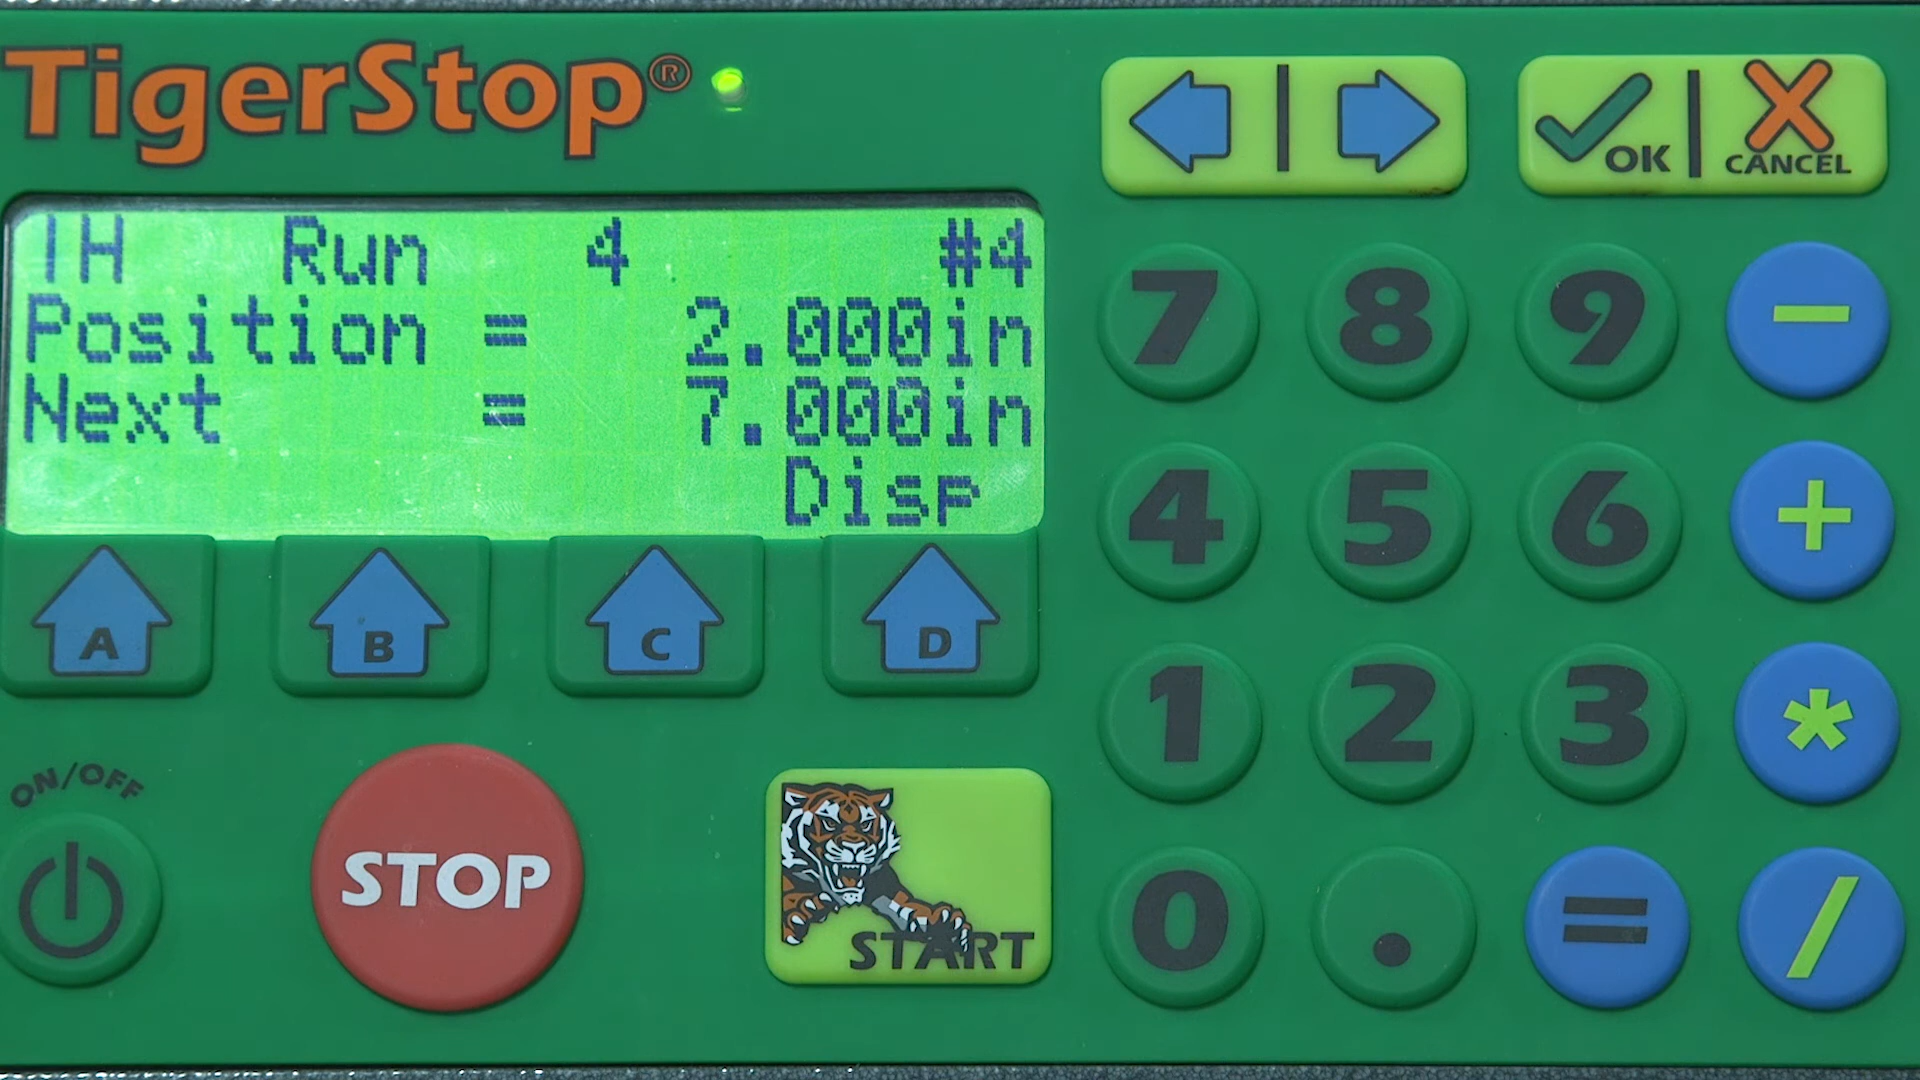 TigerStop®
OK
CANCEL
1H Run 4 #4
Position = 2.000in
Next = 7.000in
Disp
A B C D
7 8 9 -
4 5 6 +
1 2 3 *
0 . = /
ON/OFF
STOP
START